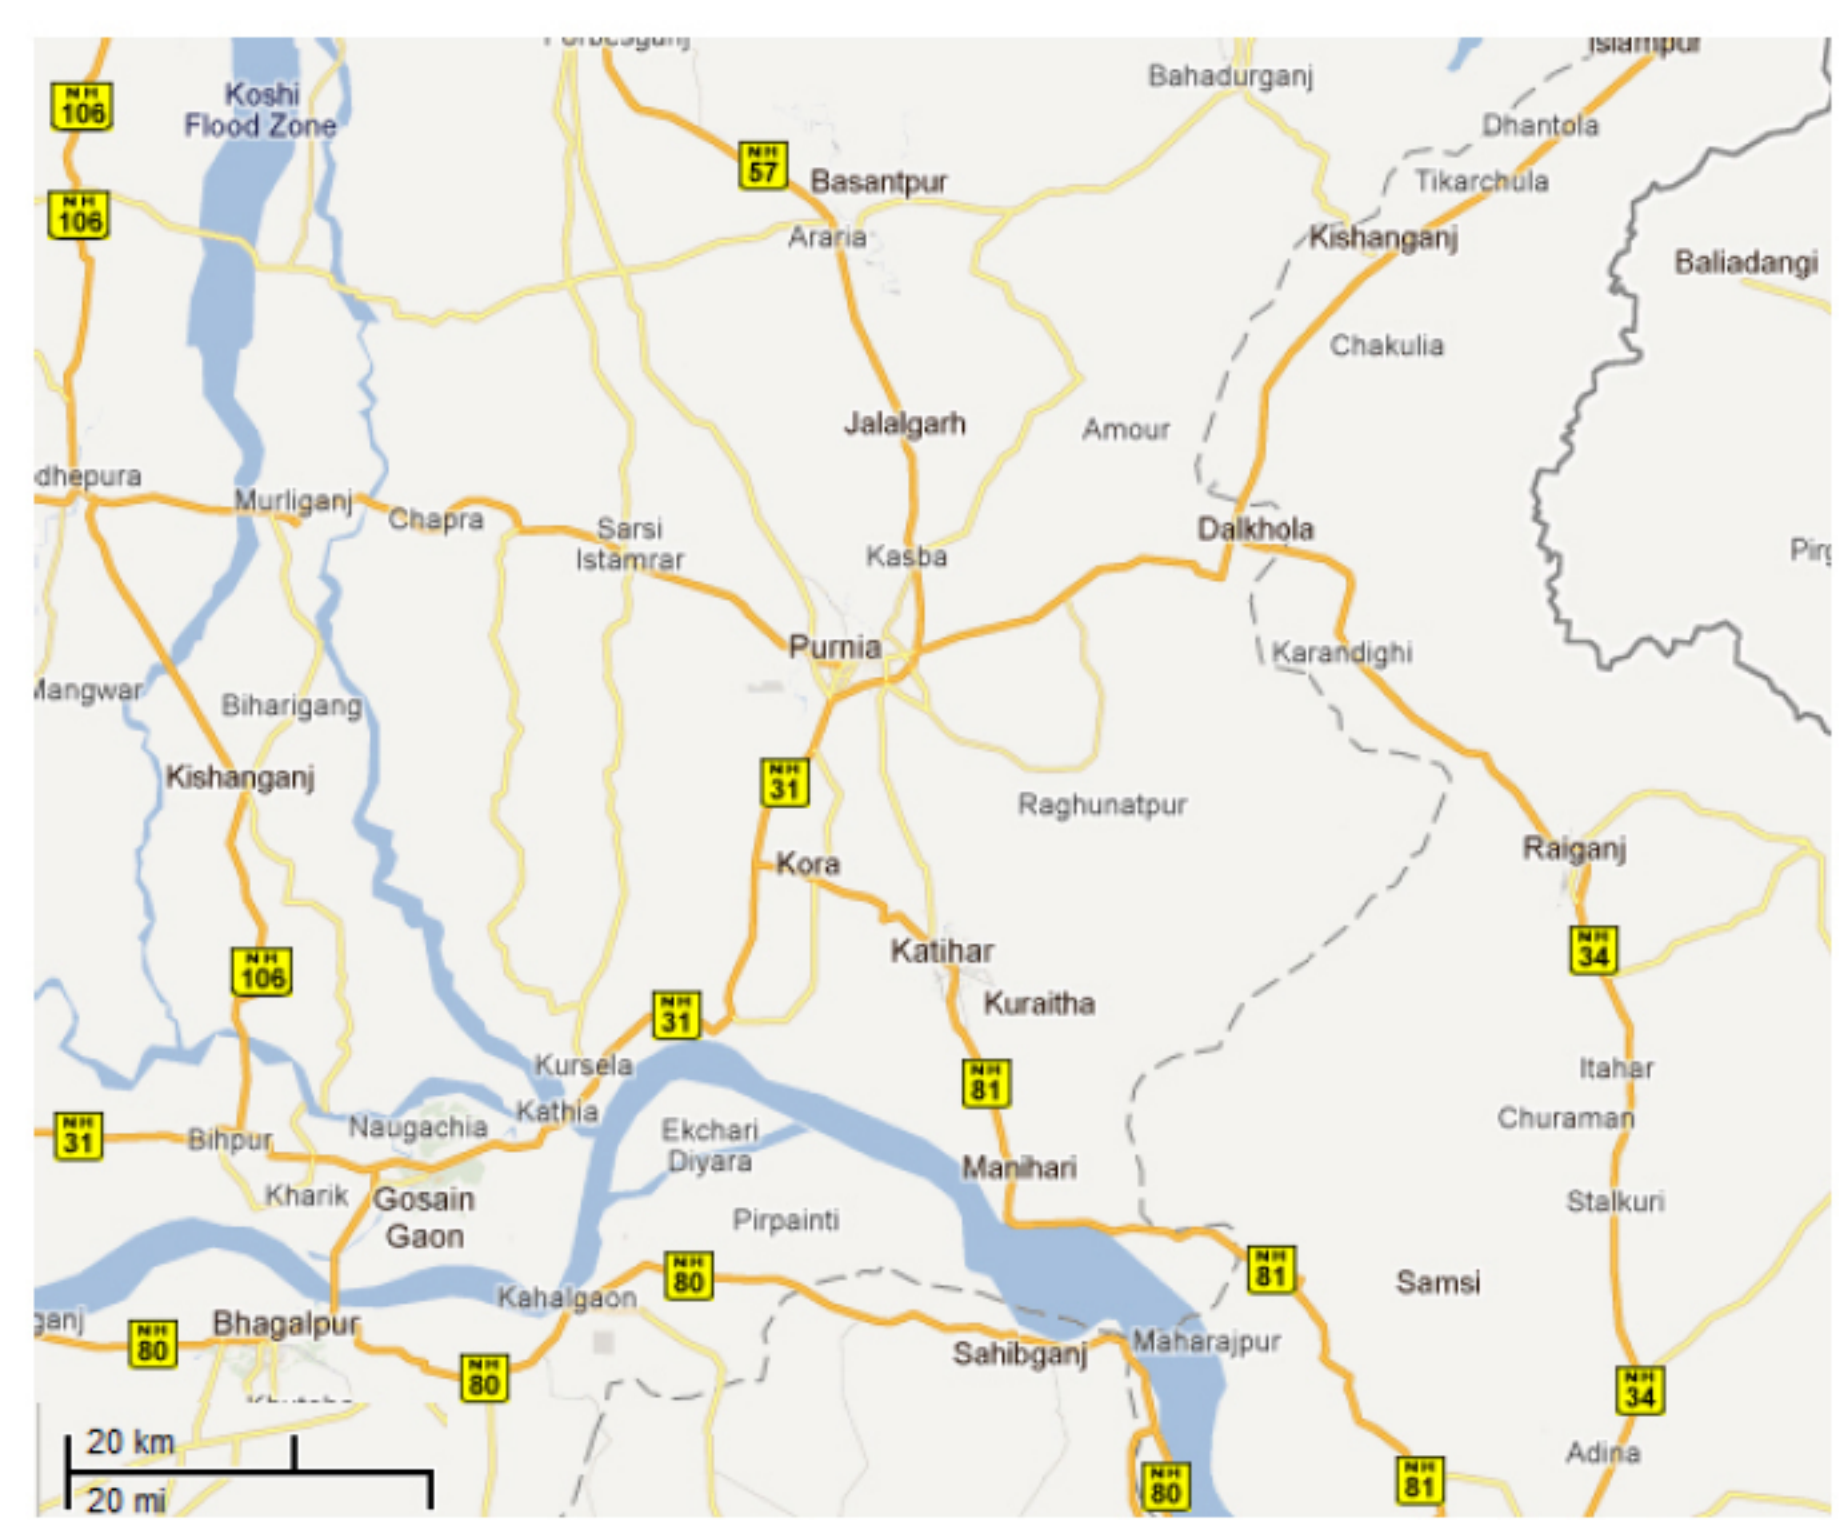 Forbesganj
Islampur
NH
106
Koshi
Flood Zone
Bahadurganj
Dhantola
NH
57
Basantpur
Tikarchula
NH
106
Araria
Kishanganj
Baliadangi
Chakulia
Jalalgarh
Amour
dhepura
Murliganj
Chapra
Sarsi
Istamrar
Kasba
Dalkhola
Purnia
Karandighi
Mangwar
Biharigang
Kishanganj
NH
31
Raghunatpur
Kora
Raiganj
NH
106
Katihar
NH
34
Kuraitha
NH
31
Kursela
Itahar
NH
81
Kathia
Churaman
NH
31
Bihpur
Naugachia
Ekchari
Diyara
Manihari
Kharik
Gosain
Gaon
Stalkuri
Pirpainti
NH
80
NH
81
Samsi
Kahalgaon
ganj
Bhagalpur
NH
80
Sahibganj
Maharajpur
NH
80
NH
34
20 km
Adina
20 mi
NH
80
NH
81